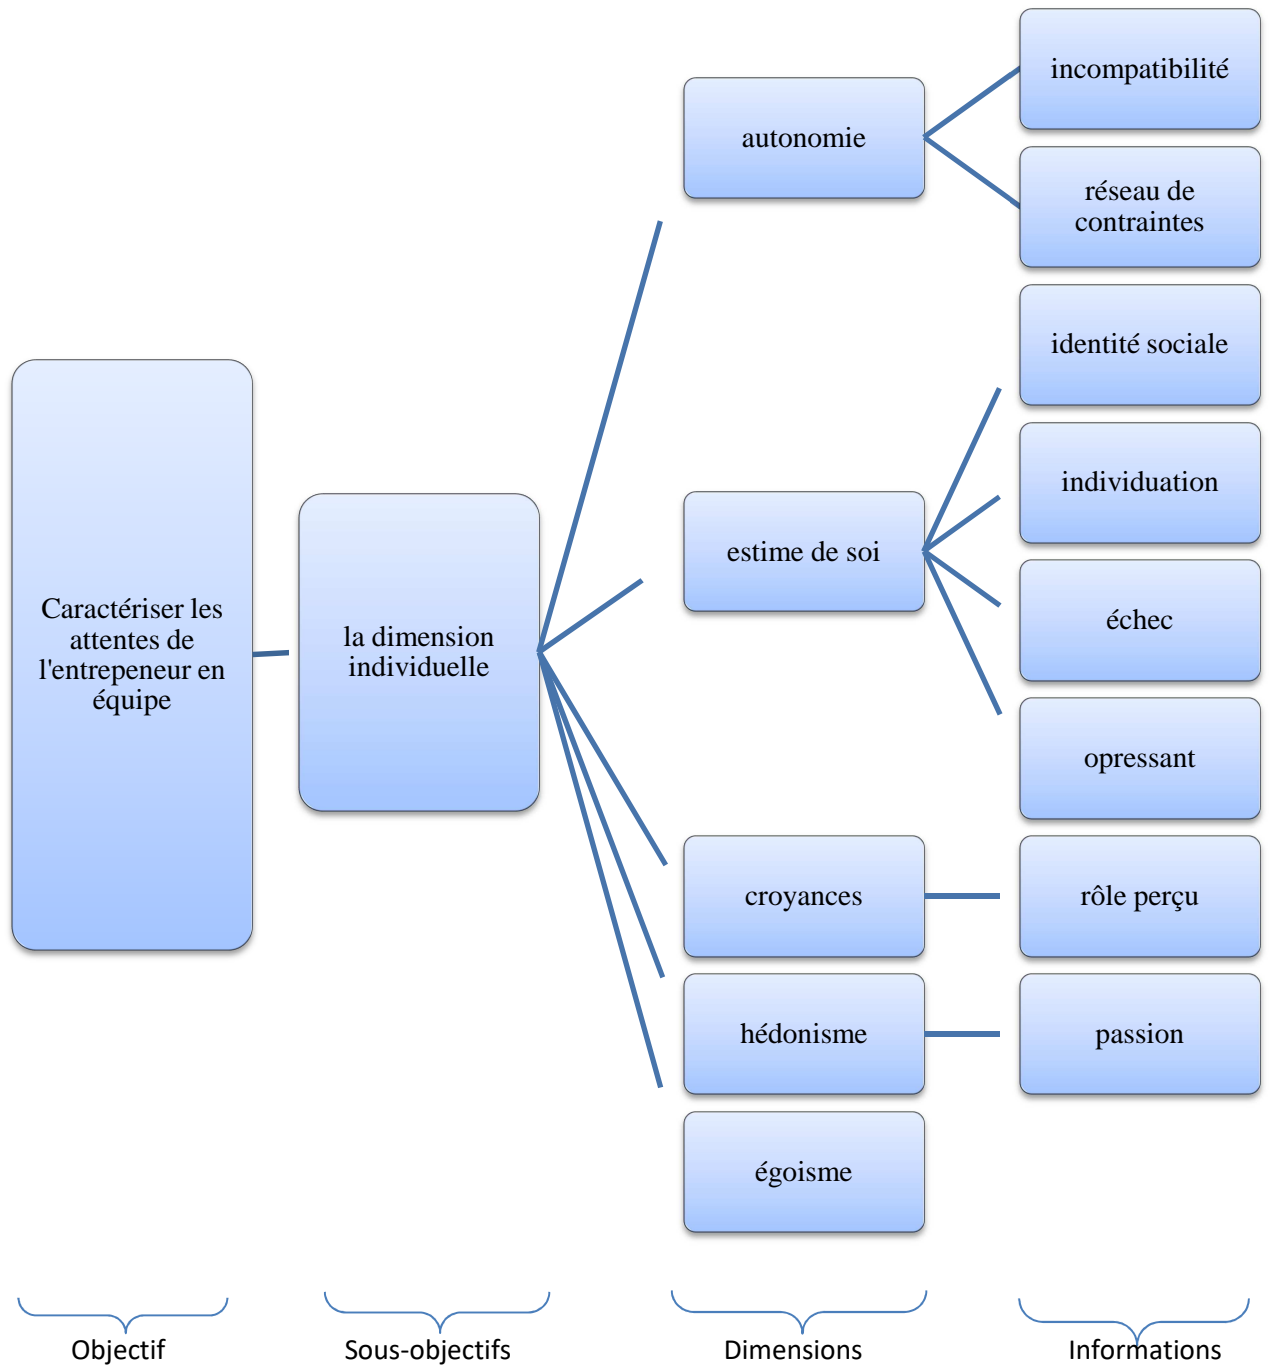 incompatibilité
autonomie
réseau de
contraintes
identité sociale
individuation
estime de soi
échec
Caractériser les
attentes de
l'entrepeneur en
équipe
la dimension
individuelle
opressant
croyances
rôle perçu
hédonisme
passion
égoisme
Objectif
Sous-objectifs
Dimensions
Informations